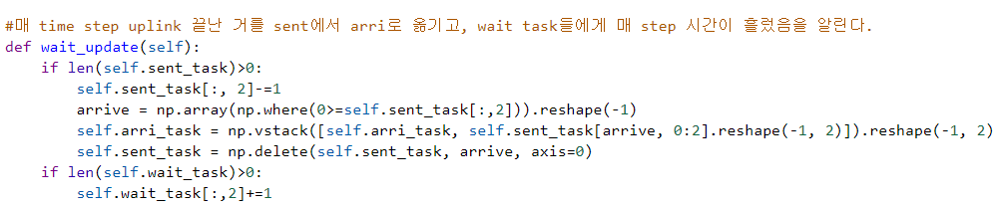 #매 time step uplink 끝난 거를 sent에서 arri로 옮기고, wait task들에게 매 step 시간이 흘렀음을 알린다.
def wait_update(self):
    if len(self.sent_task)>0:
        self.sent_task[:, 2]-=1
        arrive = np.array(np.where(0>=self.sent_task[:,2])).reshape(-1)
        self.arri_task = np.vstack([self.arri_task, self.sent_task[arrive, 0:2].reshape(-1, 2)]).reshape(-1, 2)
        self.sent_task = np.delete(self.sent_task, arrive, axis=0)
    if len(self.wait_task)>0:
        self.wait_task[:,2]+=1